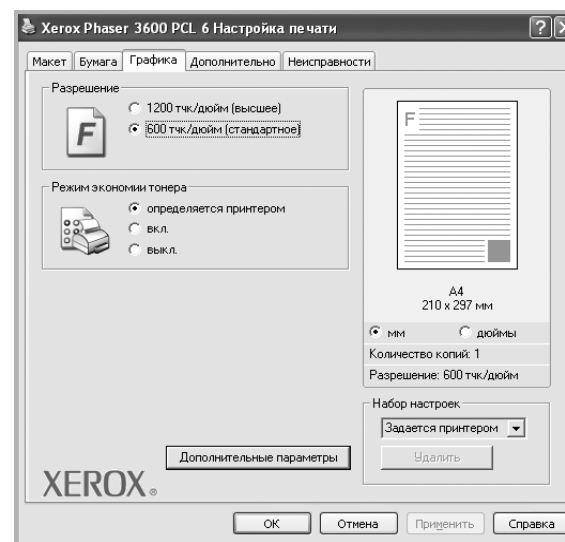 Xerox Phaser 3600 PCL 6 Настройка печати
Макет Бумага Графика Дополнительно Неисправности
Разрешение
1200 тчк/дюйм (высшее)
600 тчк/дюйм (стандартное)
F
Режим экономии тонера
определяется принтером
вкл.
выкл.
F
A4
210 x 297 мм
мм дюймы
Количество копий: 1
Разрешение: 600 тчк/дюйм
Набор настроек
Задается принтером
Удалить
Дополнительные параметры
XEROX®
OK Отмена Применить Справка